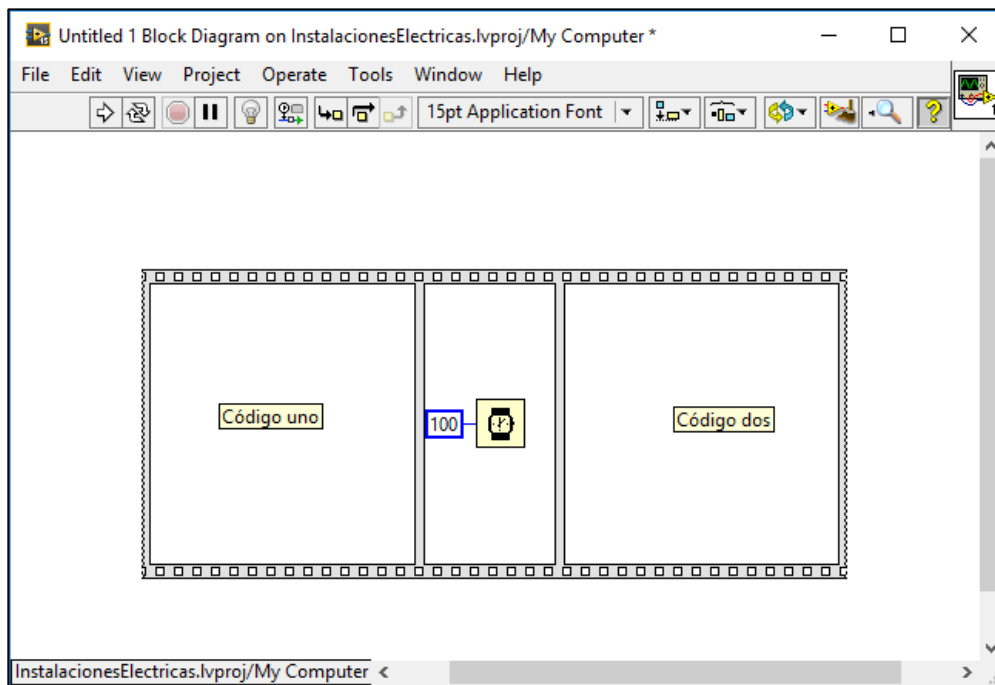 Untitled 1 Block Diagram on InstalacionesElectricas.lvproj/My Computer *
File Edit View Project Operate Tools Window Help
15pt Application Font
Código uno
100
Código dos
InstalacionesElectricas.lvproj/My Computer